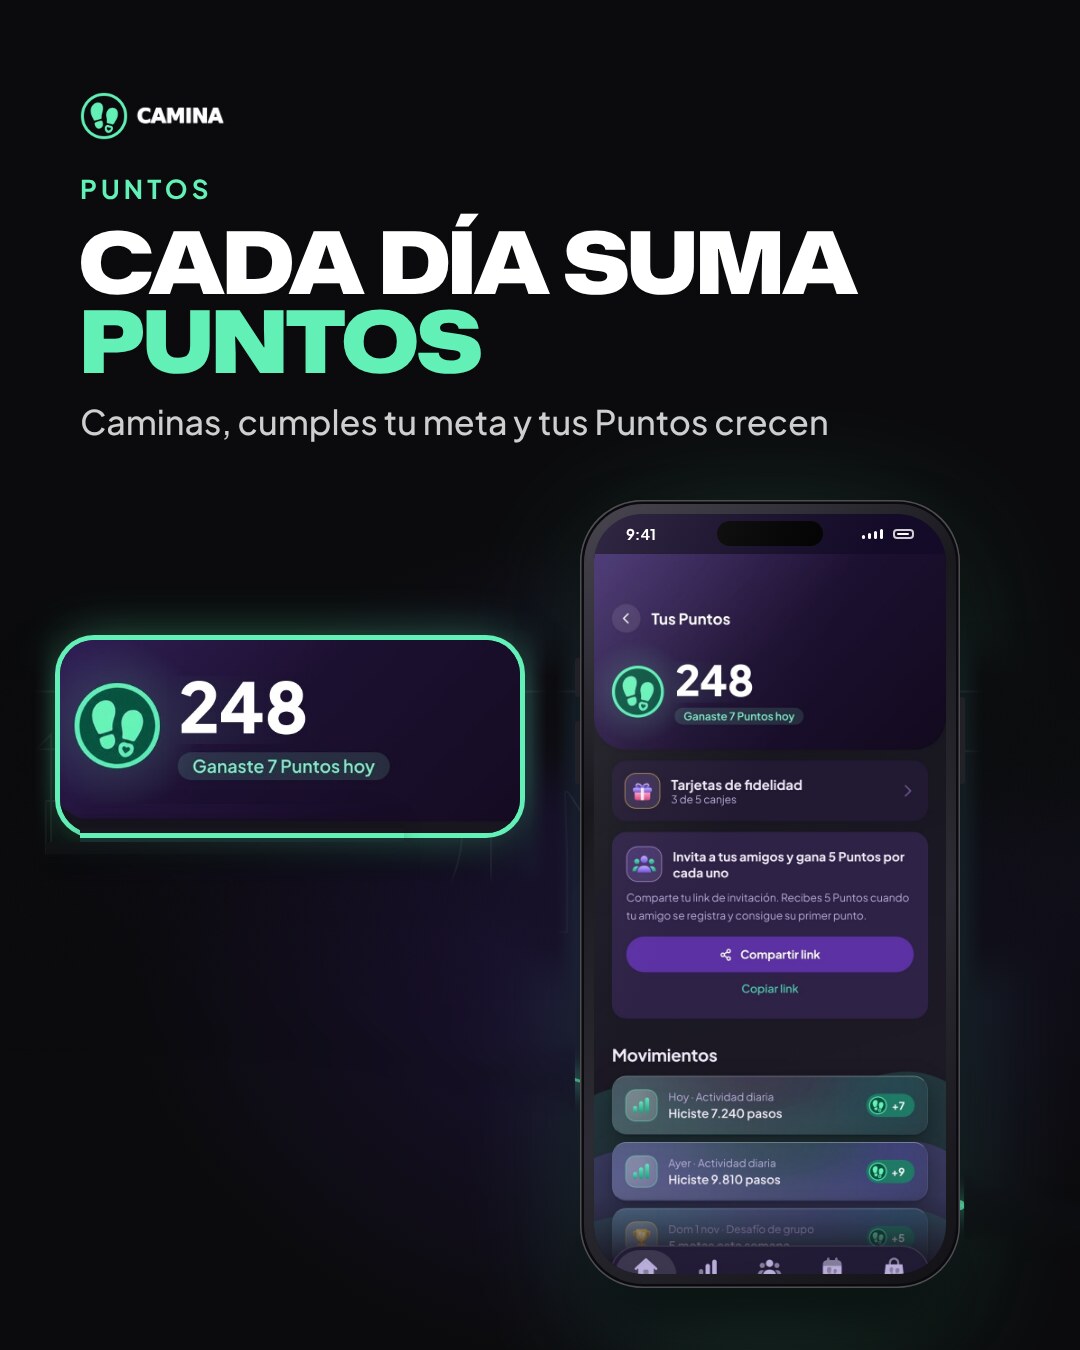 CAMINA
PUNTOS
CADA DÍA SUMA
PUNTOS
Caminas, cumples tu meta y tus Puntos crecen
248
Ganaste 7 Puntos hoy
9:41
Tus Puntos
248
Ganaste 7 Puntos hoy
Tarjetas de fidelidad
3 de 5 canjes
Invita a tus amigos y gana 5 Puntos por
cada uno
Comparte tu link de invitación. Recibes 5 Puntos cuando
tu amigo se registra y consigue su primer punto.
Compartir link
Copiar link
Movimientos
Hoy · Actividad diaria
Hiciste 7.240 pasos
+7
Ayer · Actividad diaria
Hiciste 9.810 pasos
+9
Dom 1 nov · Desafío de grupo
5 metas esta semana
+5